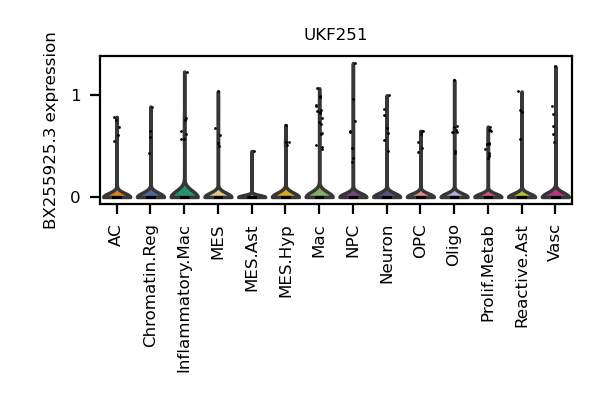 UKF251
BX255925.3 expression
1
0
AC
Chromatin.Reg
Inflammatory.Mac
MES
MES.Ast
MES.Hyp
Mac
NPC
Neuron
OPC
Oligo
Prolif.Metab
Reactive.Ast
Vasc